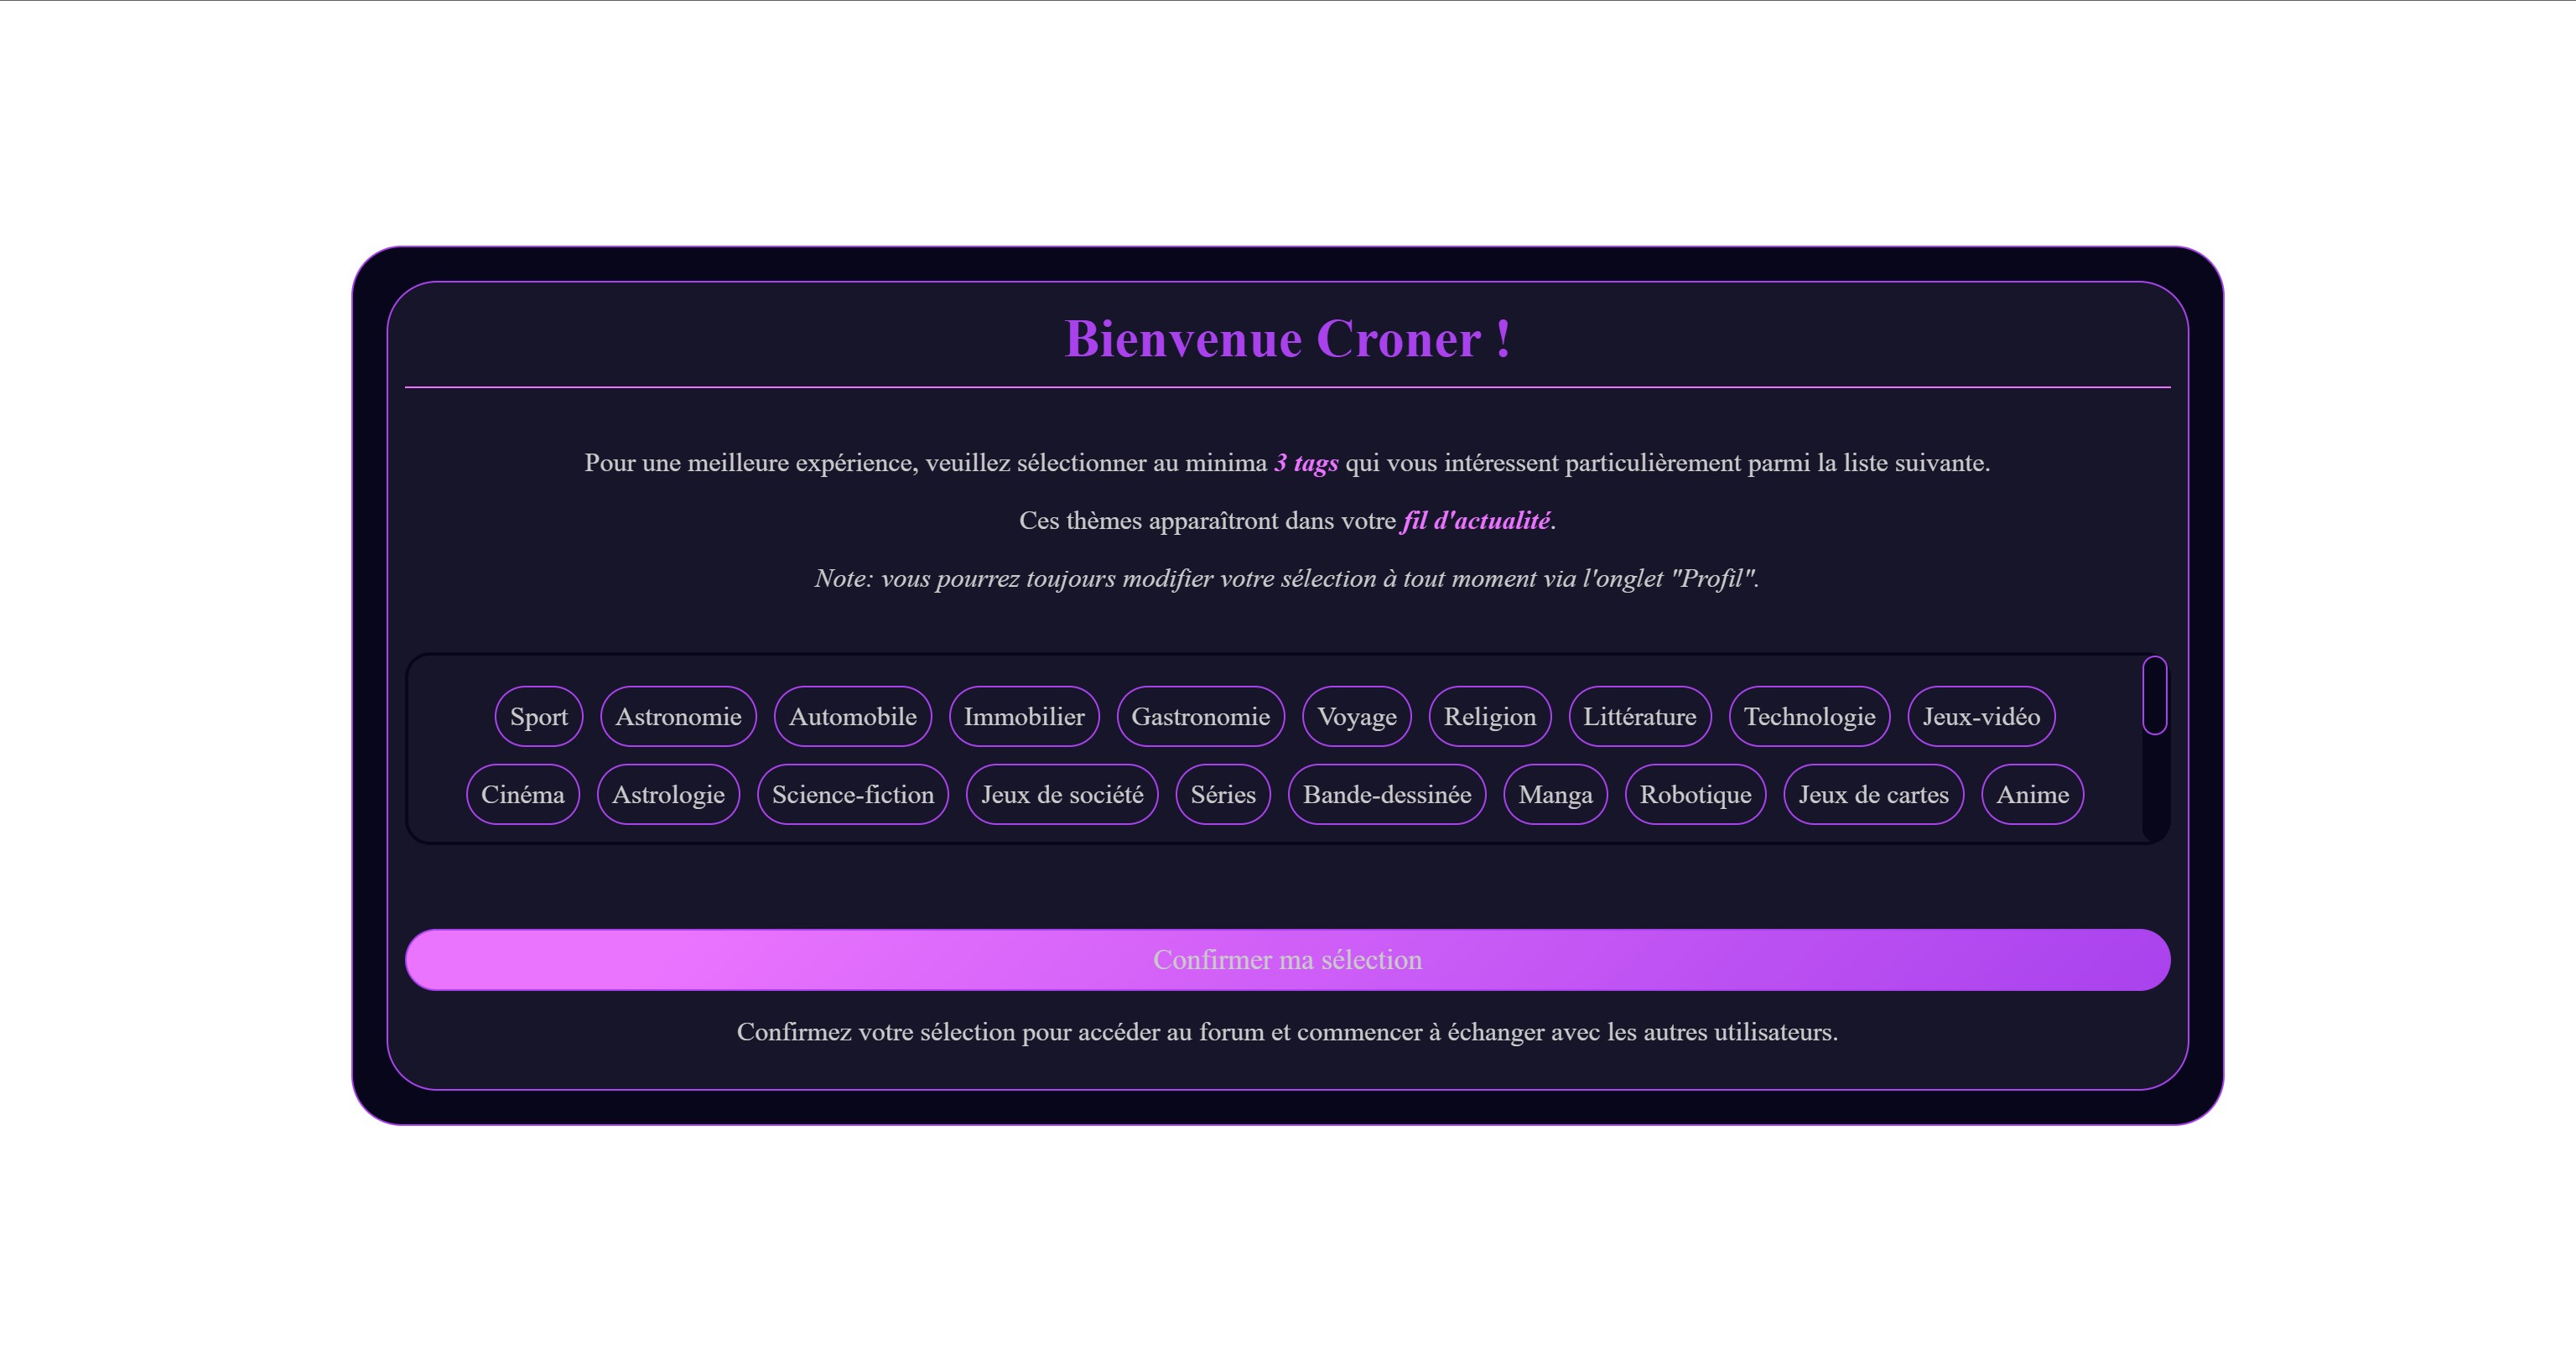 Bienvenue Croner !
Pour une meilleure expérience, veuillez sélectionner au minima 3 tags qui vous intéressent particulièrement parmi la liste suivante.
Ces thèmes apparaîtront dans votre fil d'actualité.
Note: vous pourrez toujours modifier votre sélection à tout moment via l'onglet "Profil".
Sport Astronomie Automobile Immobilier Gastronomie Voyage Religion Littérature Technologie Jeux-vidéo
Cinéma Astrologie Science-fiction Jeux de société Séries Bande-dessinée Manga Robotique Jeux de cartes Anime
Confirmer ma sélection
Confirmez votre sélection pour accéder au forum et commencer à échanger avec les autres utilisateurs.